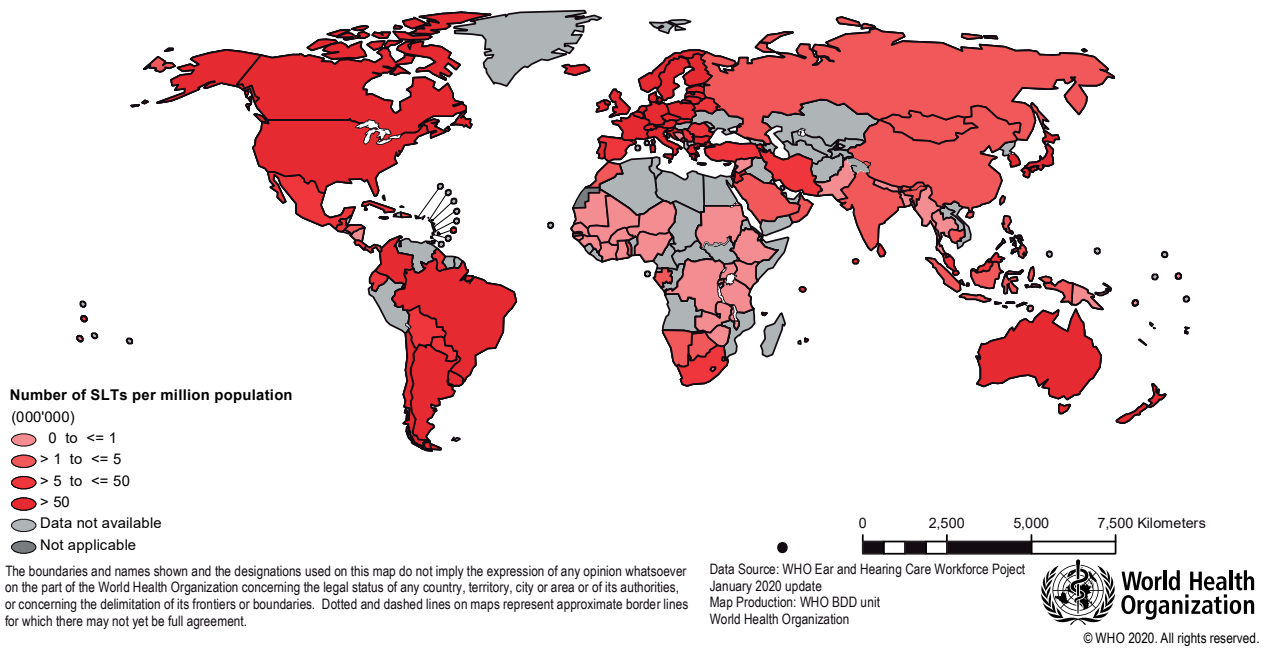 Number of SLTs per million population
(000'000)
0 to <= 1
> 1 to <= 5
> 5 to <= 50
> 50
Data not available
Not applicable
0 2,500 5,000 7,500 Kilometers
The boundaries and names shown and the designations used on this map do not imply the expression of any opinion whatsoever
on the part of the World Health Organization concerning the legal status of any country, territory, city or area or of its authorities,
or concerning the delimitation of its frontiers or boundaries. Dotted and dashed lines on maps represent approximate border lines
for which there may not yet be full agreement.
Data Source: WHO Ear and Hearing Care Workforce Poject
January 2020 update
Map Production: WHO BDD unit
World Health Organization
World Health
Organization
© WHO 2020. All rights reserved.